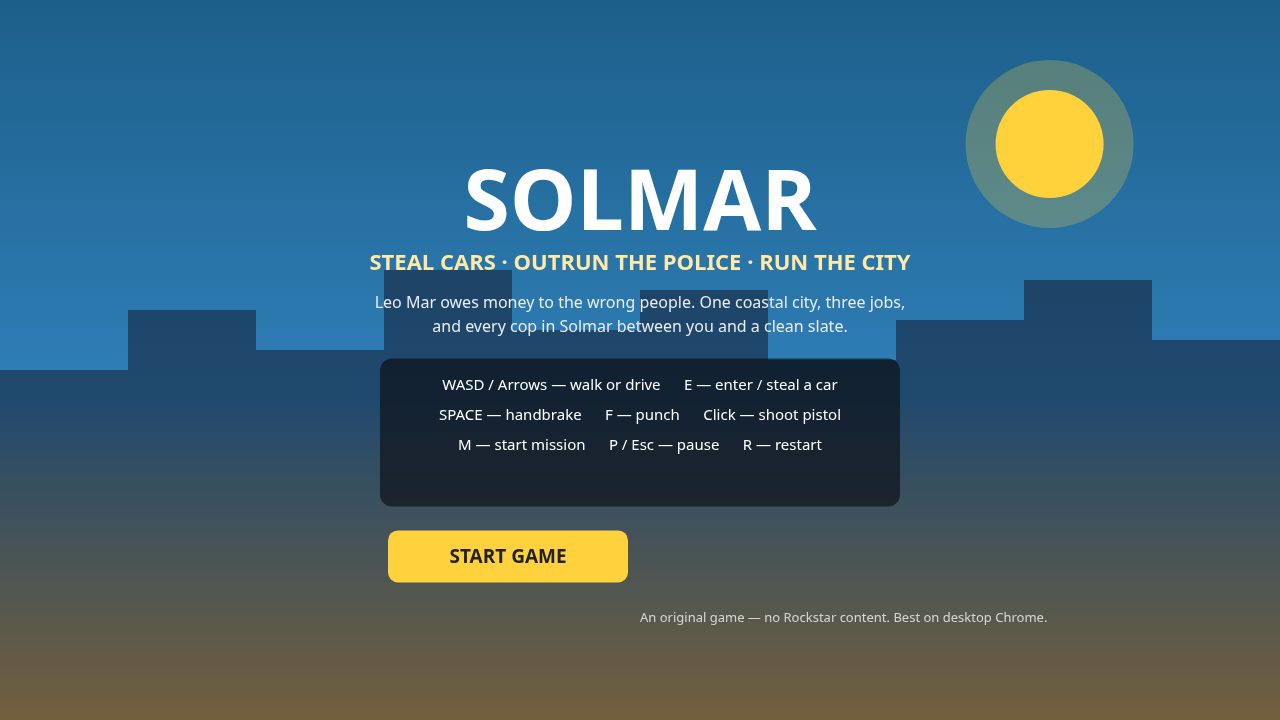 SOLMAR
STEAL CARS · OUTRUN THE POLICE · RUN THE CITY
Leo Mar owes money to the wrong people. One coastal city, three jobs,
and every cop in Solmar between you and a clean slate.
WASD / Arrows — walk or drive E — enter / steal a car
SPACE — handbrake F — punch Click — shoot pistol
M — start mission P / Esc — pause R — restart
START GAME
An original game — no Rockstar content. Best on desktop Chrome.